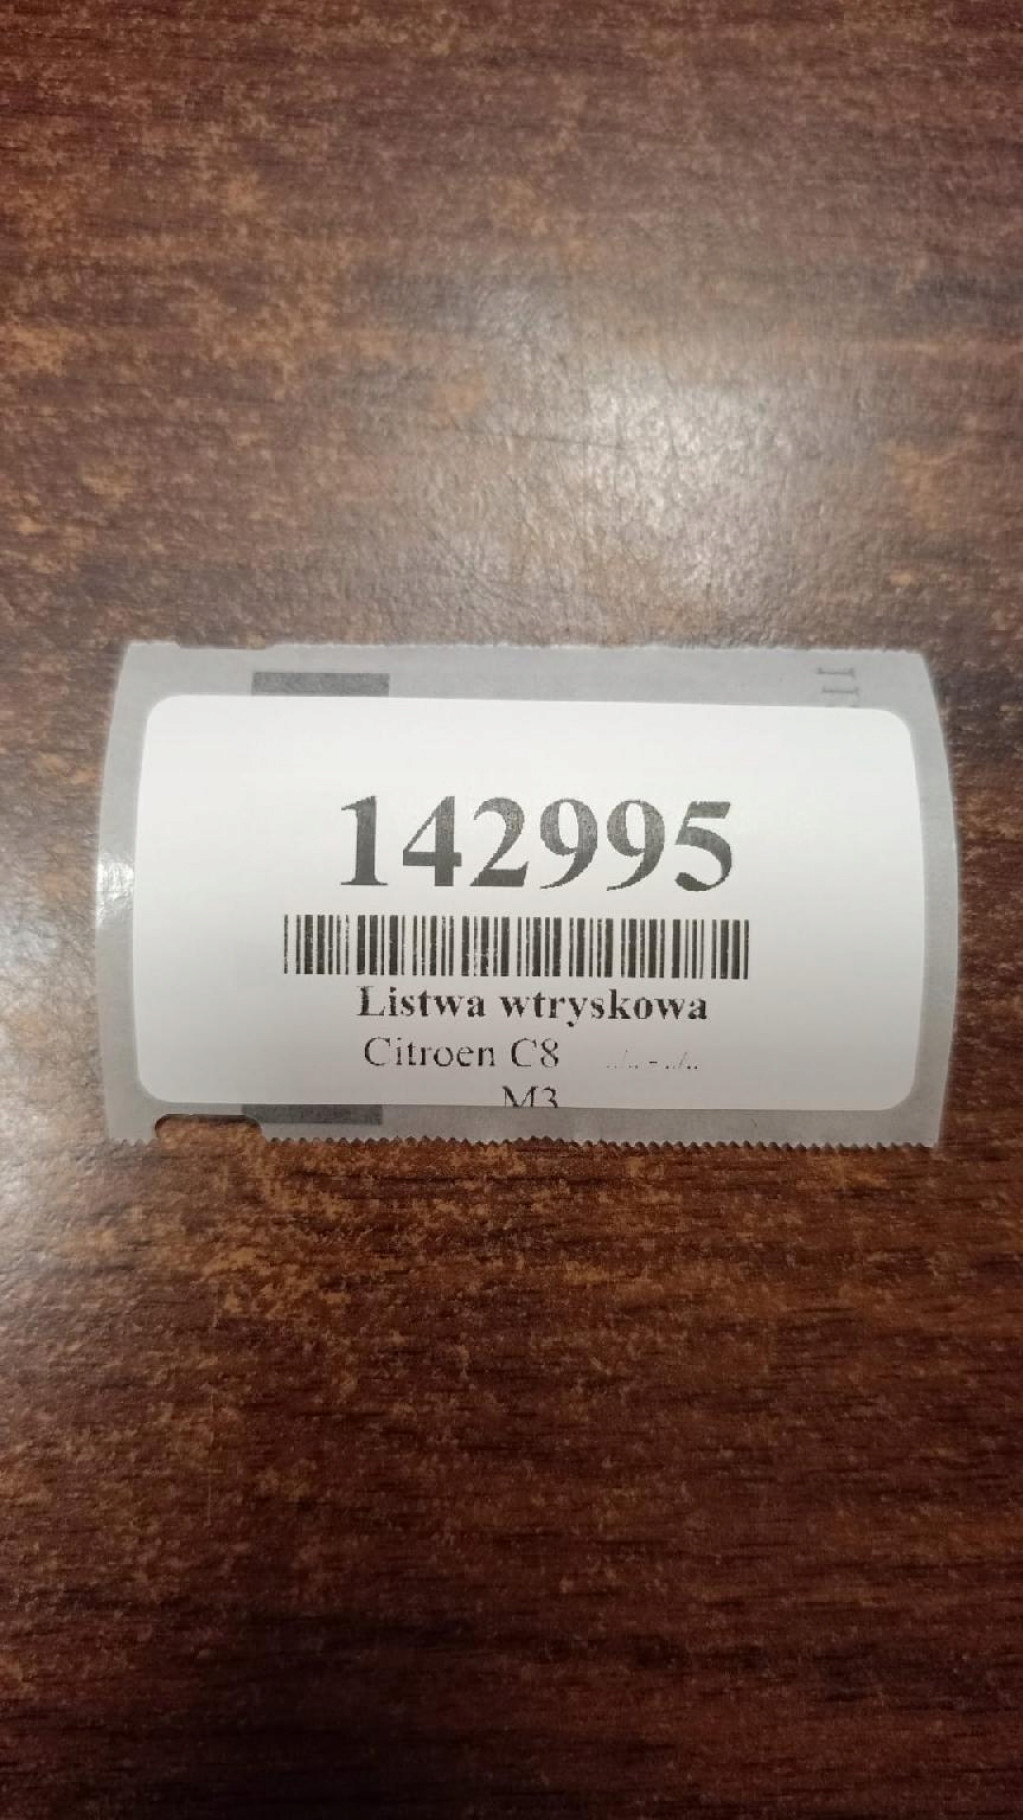 142995
Listwa wtryskowa
Citroen C8 ../.. - ../..
M3